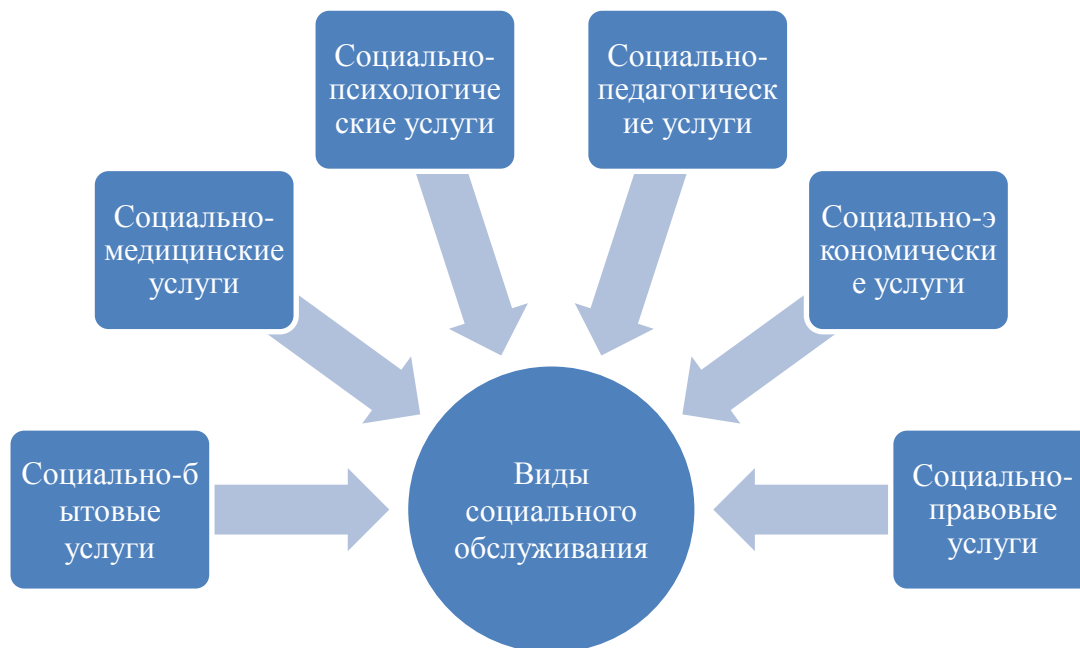 Социально-
психологиче
ские услуги
Социально-
педагогическ
ие услуги
Социально-
медицинские
услуги
Социально-э
кономически
е услуги
Социально-б
ытовые
услуги
Виды
социального
обслуживания
Социально-
правовые
услуги